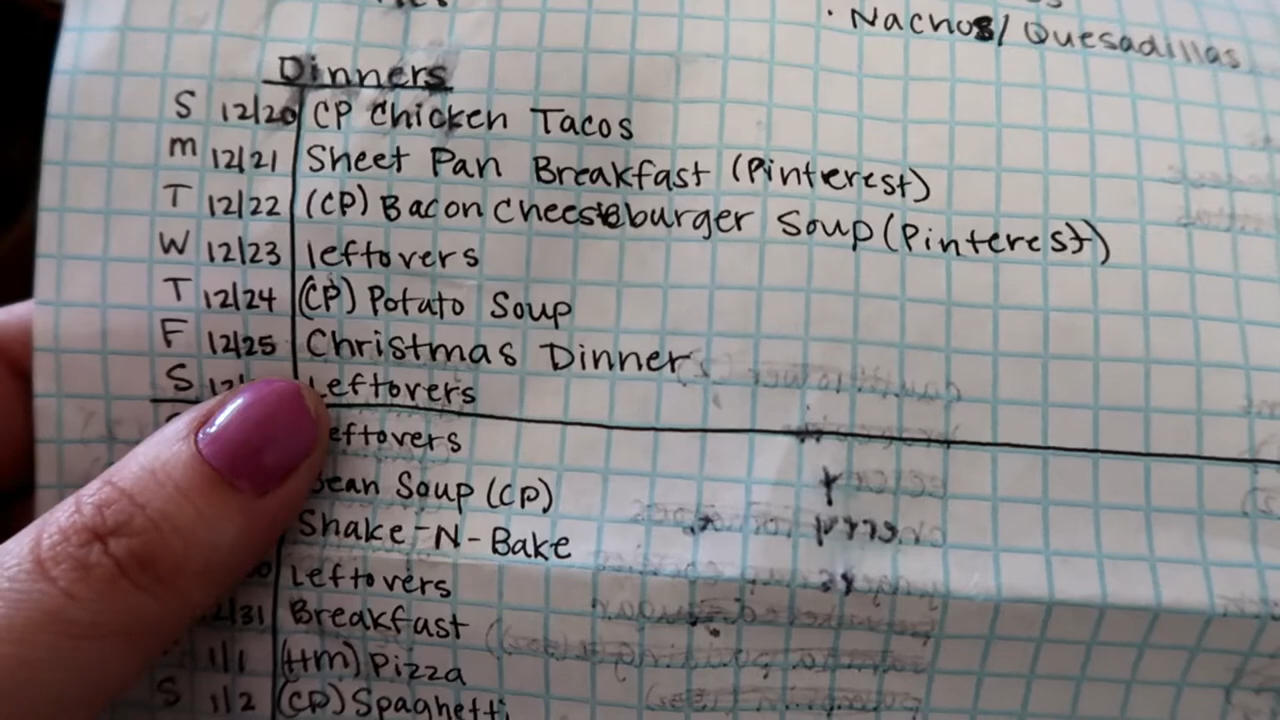 · Nachos/Quesadillas
Dinners
S 12/20 CP Chicken Tacos
m 12/21 Sheet Pan Breakfast (Pinterest)
T 12/22 (CP) Bacon Cheeseburger Soup (Pinterest)
W 12/23 leftovers
T 12/24 (CP) Potato Soup
F 12/25 Christmas Dinner
S Leftovers
eftovers
Bean Soup (CP)
Shake-N-Bake
Leftovers
12/31 Breakfast
1/1 (Hm) Pizza
S 1/2 (CP) Spaghetti